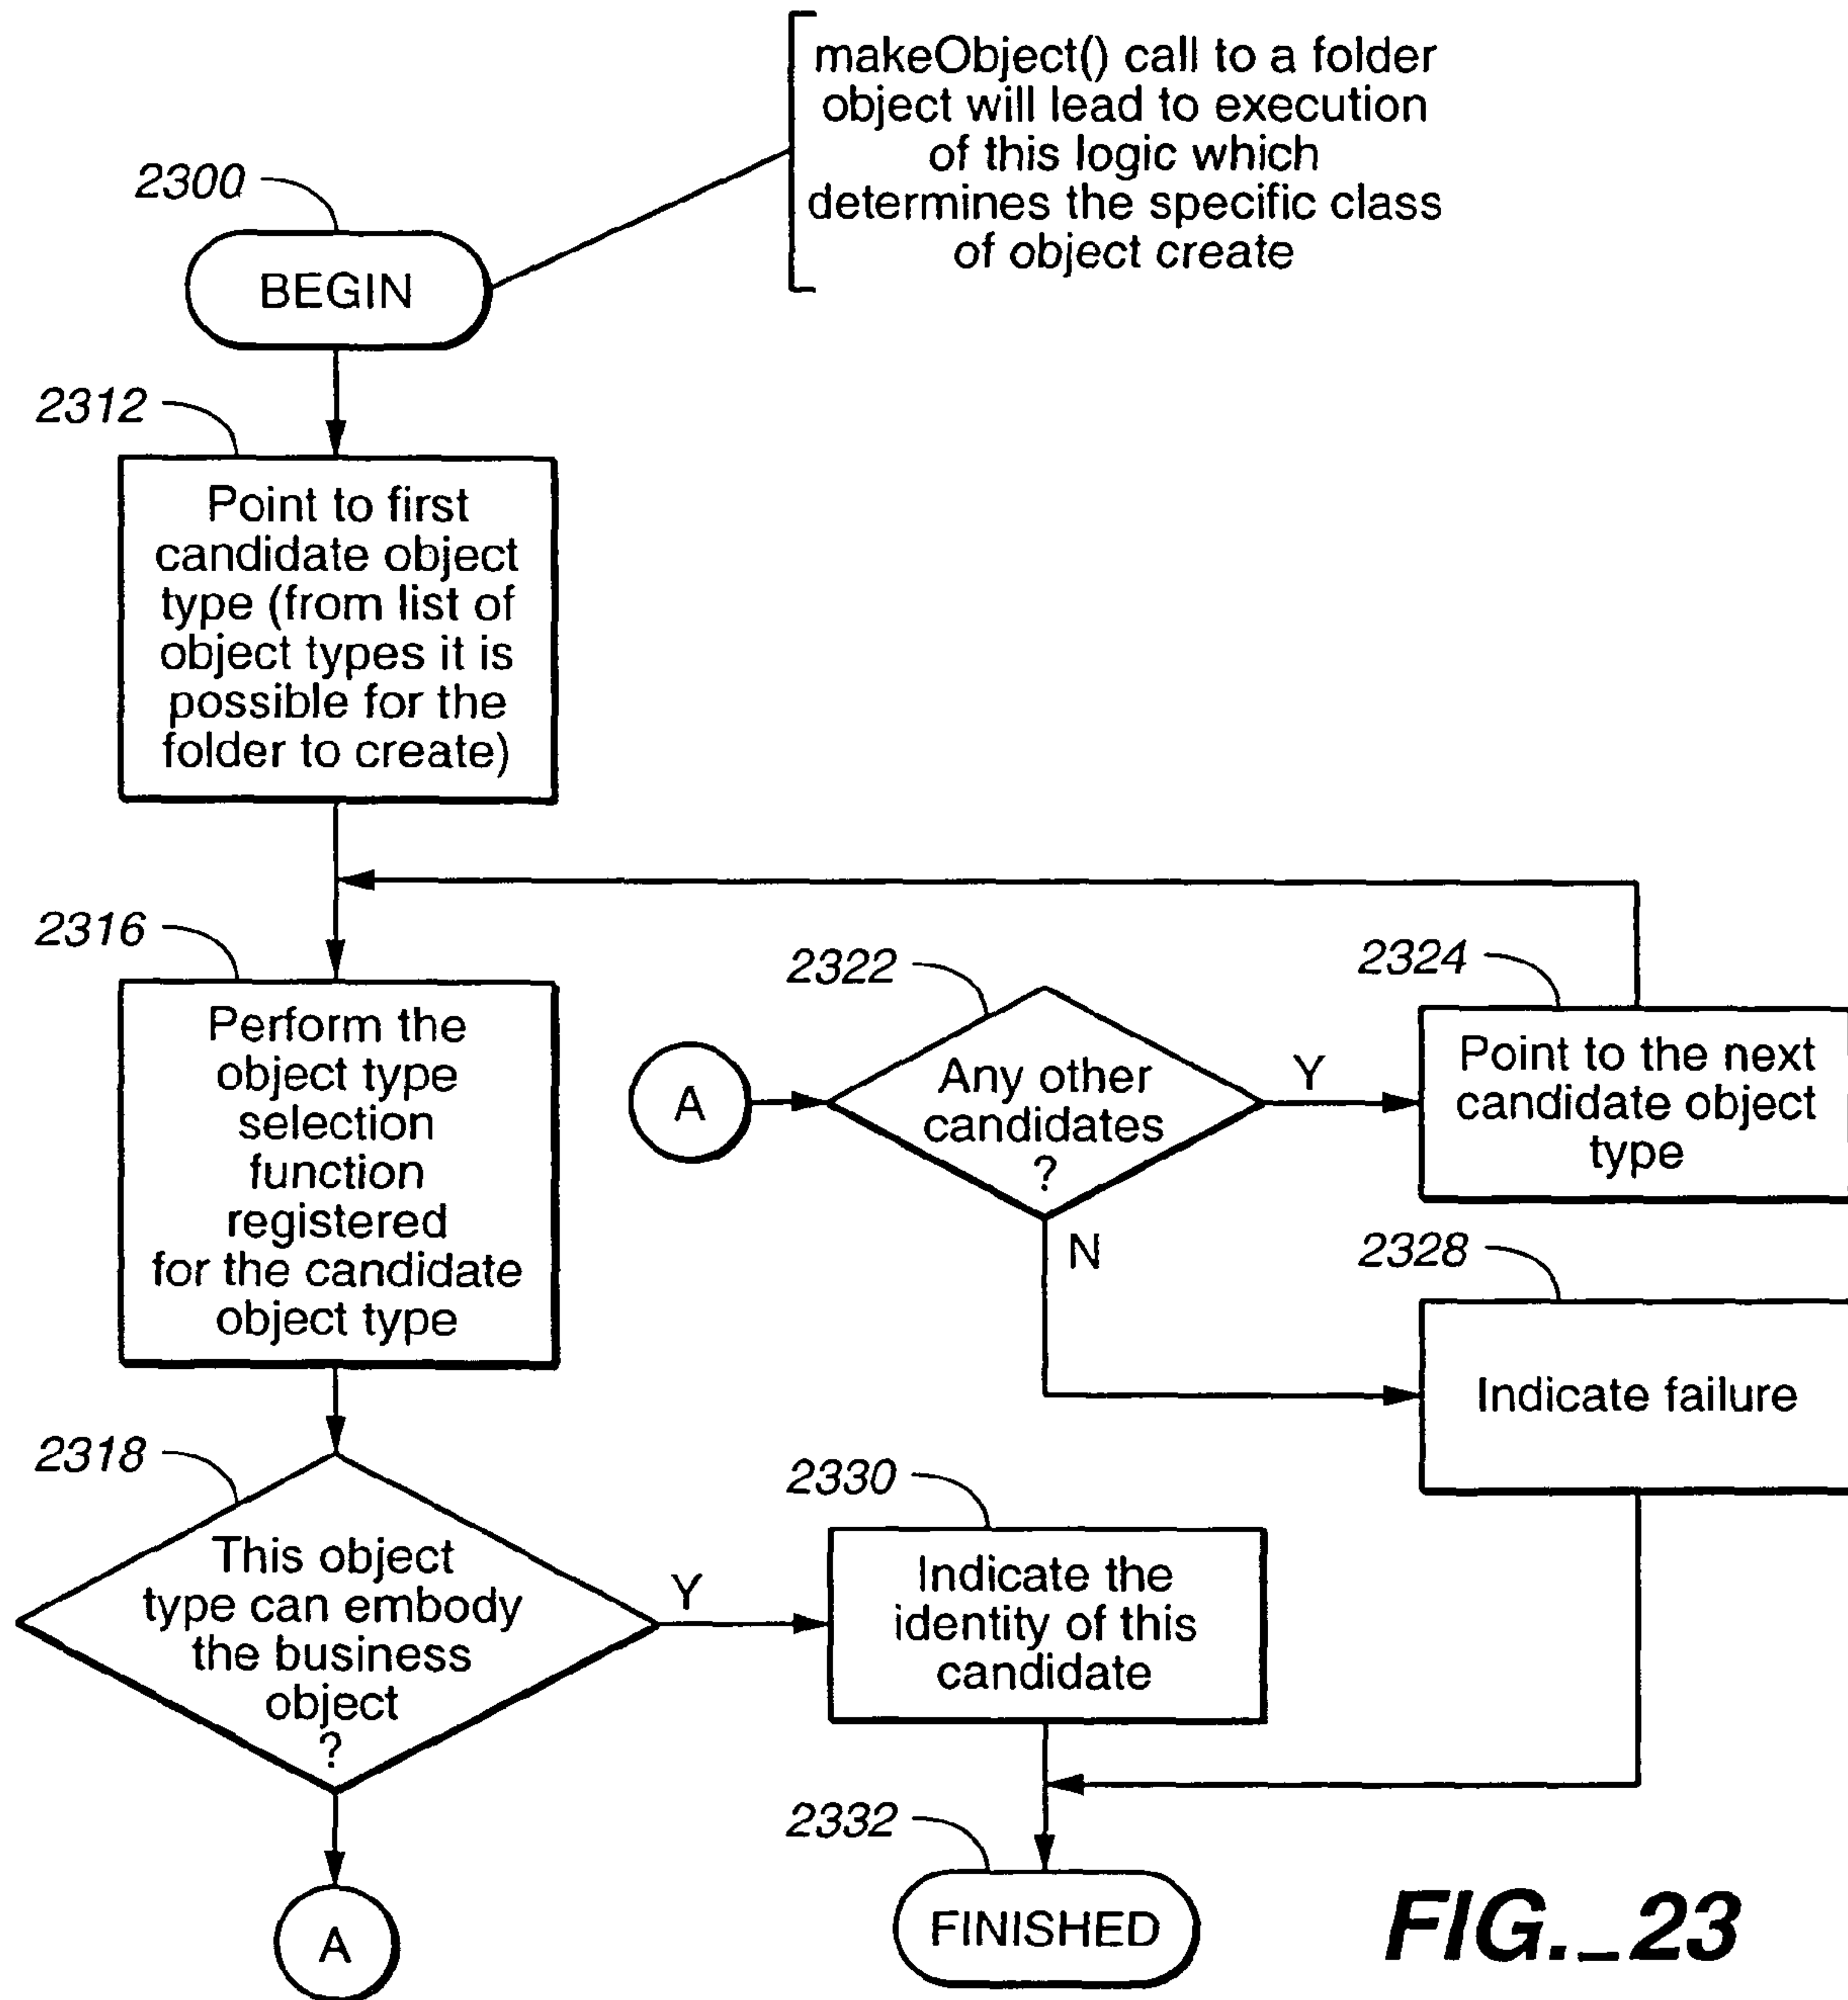 makeObject() call to a folder
object will lead to execution
of this logic which
determines the specific class
of object create
2300
BEGIN
2312
Point to first
candidate object
type (from list of
object types it is
possible for the
folder to create)
2316
Perform the
object type
selection
function
registered
for the candidate
object type
2322
A
Any other
candidates
?
Y
N
2324
Point to the next
candidate object
type
2328
Indicate failure
2318
This object
type can embody
the business
object
?
Y
2330
Indicate the
identity of this
candidate
2332
FINISHED
A
FIG._23